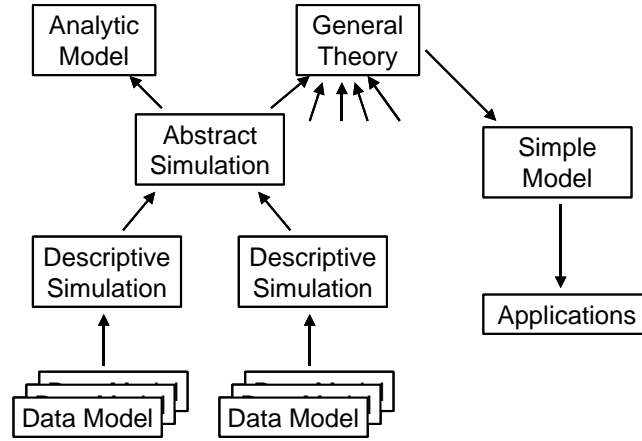 Analytic
Model
General
Theory
Abstract
Simulation
Simple
Model
Descriptive
Simulation
Descriptive
Simulation
Applications
Data Model
Data Model